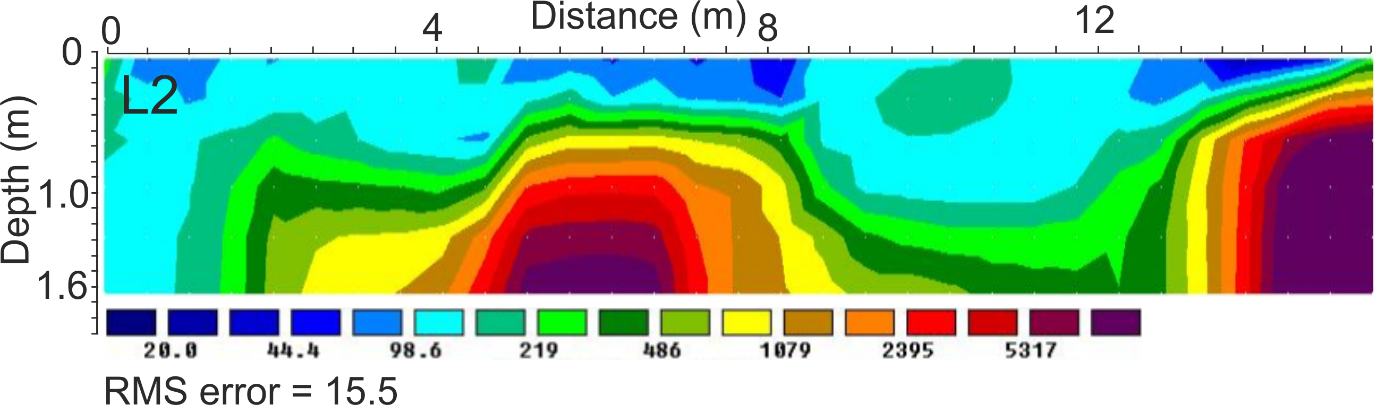 Distance (m)
0 4 8 12
Depth (m)
0
1.0
1.6
L2
20.0 44.4 98.6 219 486 1079 2395 5317
RMS error = 15.5